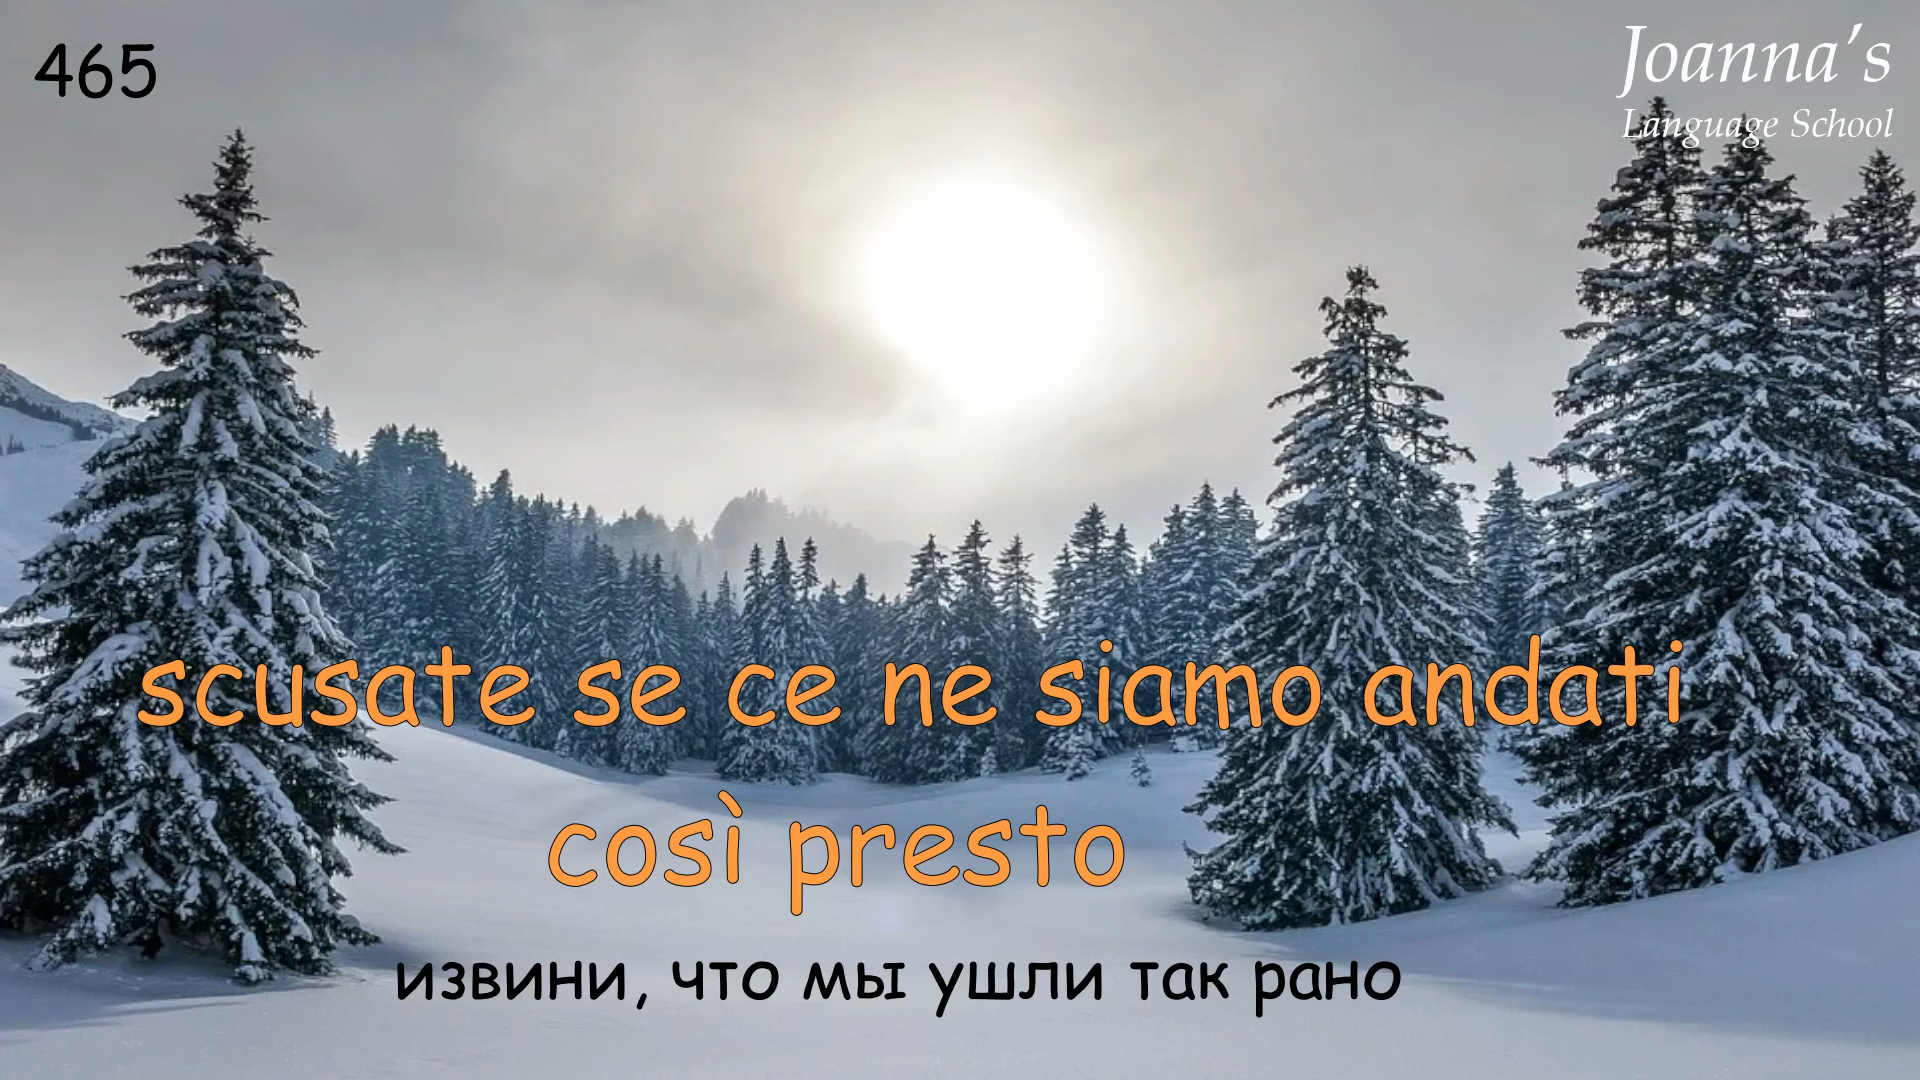 465
Joanna's
Language School
scusate se ce ne siamo andati
così presto
извини, что мы ушли так рано